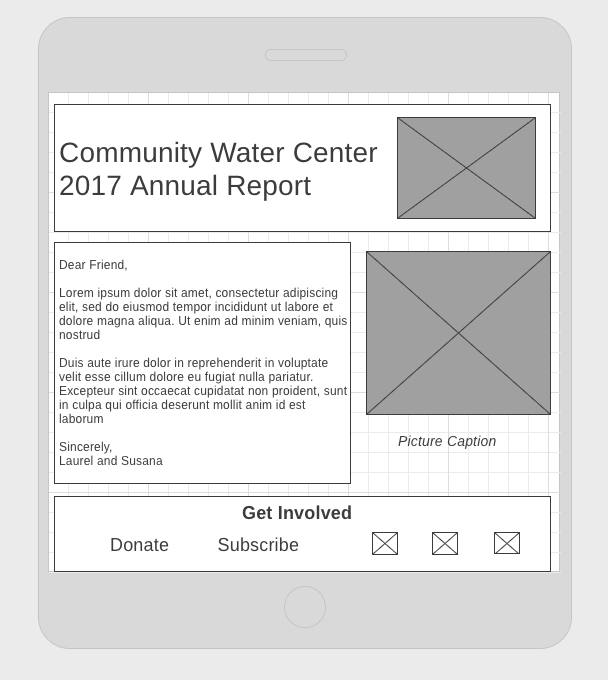 Community Water Center
2017 Annual Report
Dear Friend,
Lorem ipsum dolor sit amet, consectetur adipiscing
elit, sed do eiusmod tempor incididunt ut labore et
dolore magna aliqua. Ut enim ad minim veniam, quis
nostrud
Duis aute irure dolor in reprehenderit in voluptate
velit esse cillum dolore eu fugiat nulla pariatur.
Excepteur sint occaecat cupidatat non proident, sunt
in culpa qui officia deserunt mollit anim id est
laborum
Sincerely,
Laurel and Susana
Picture Caption
Get Involved
Donate Subscribe